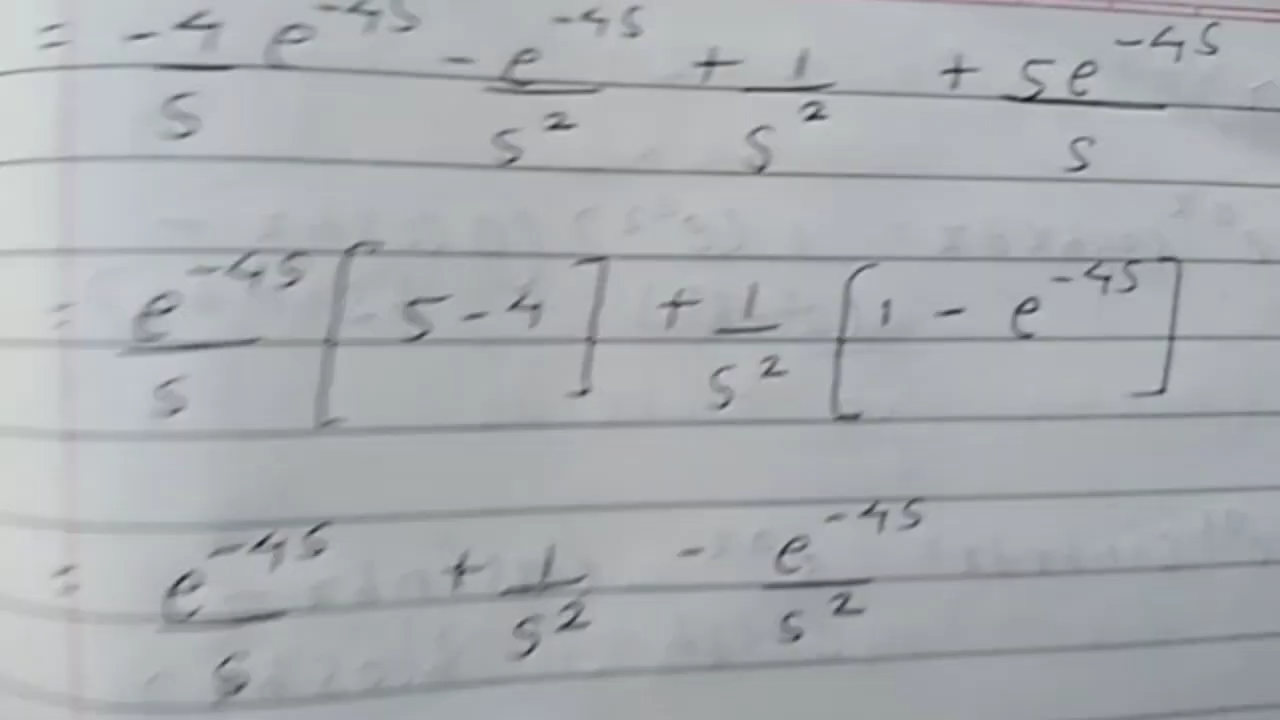 = -4/s e^-4s - e^-4s/s^2 + 1/s^2 + 5e^-4s/s
= e^-4s/s [5-4] + 1/s^2 [1 - e^-4s]
= e^-4s/s + 1/s^2 - e^-4s/s^2